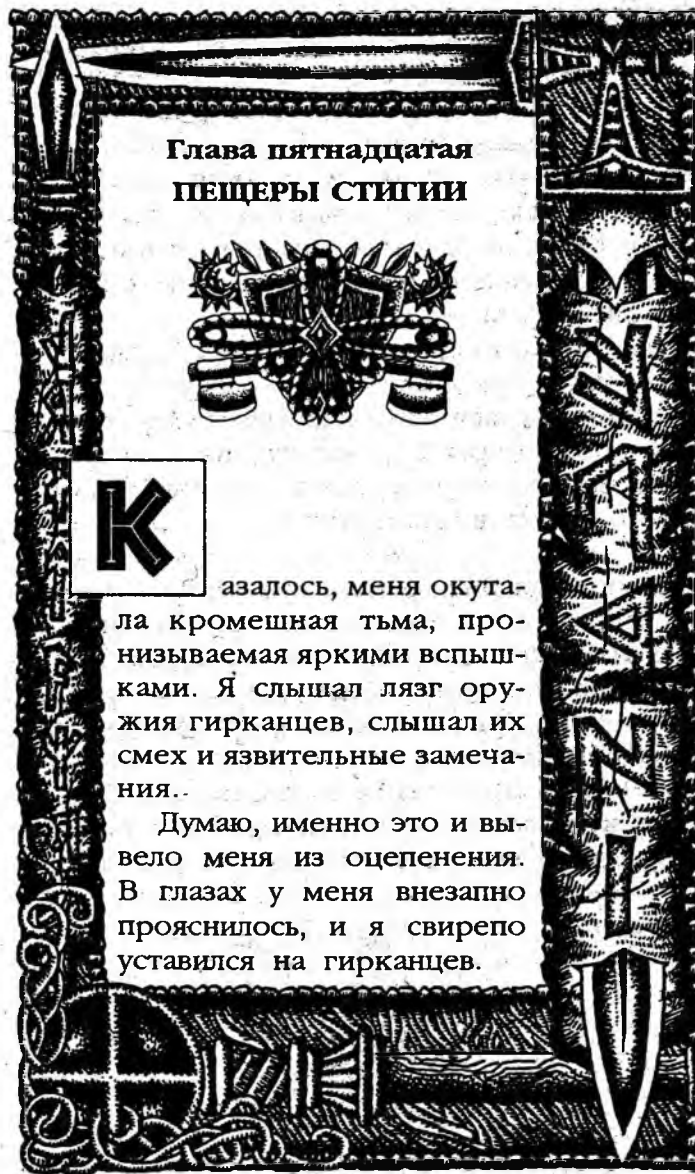 Глава пятнадцатая
ПЕЩЕРЫ СТИГИИ
К
азалось, меня окута-
ла кромешная тьма, про-
низываемая яркими вспыш-
ками. Я слышал лязг ору-
жия гирканцев, слышал их
смех и язвительные замеча-
ния..
Думаю, именно это и вы-
вело меня из оцепенения.
В глазах у меня внезапно
прояснилось, и я свирепо
уставился на гирканцев.